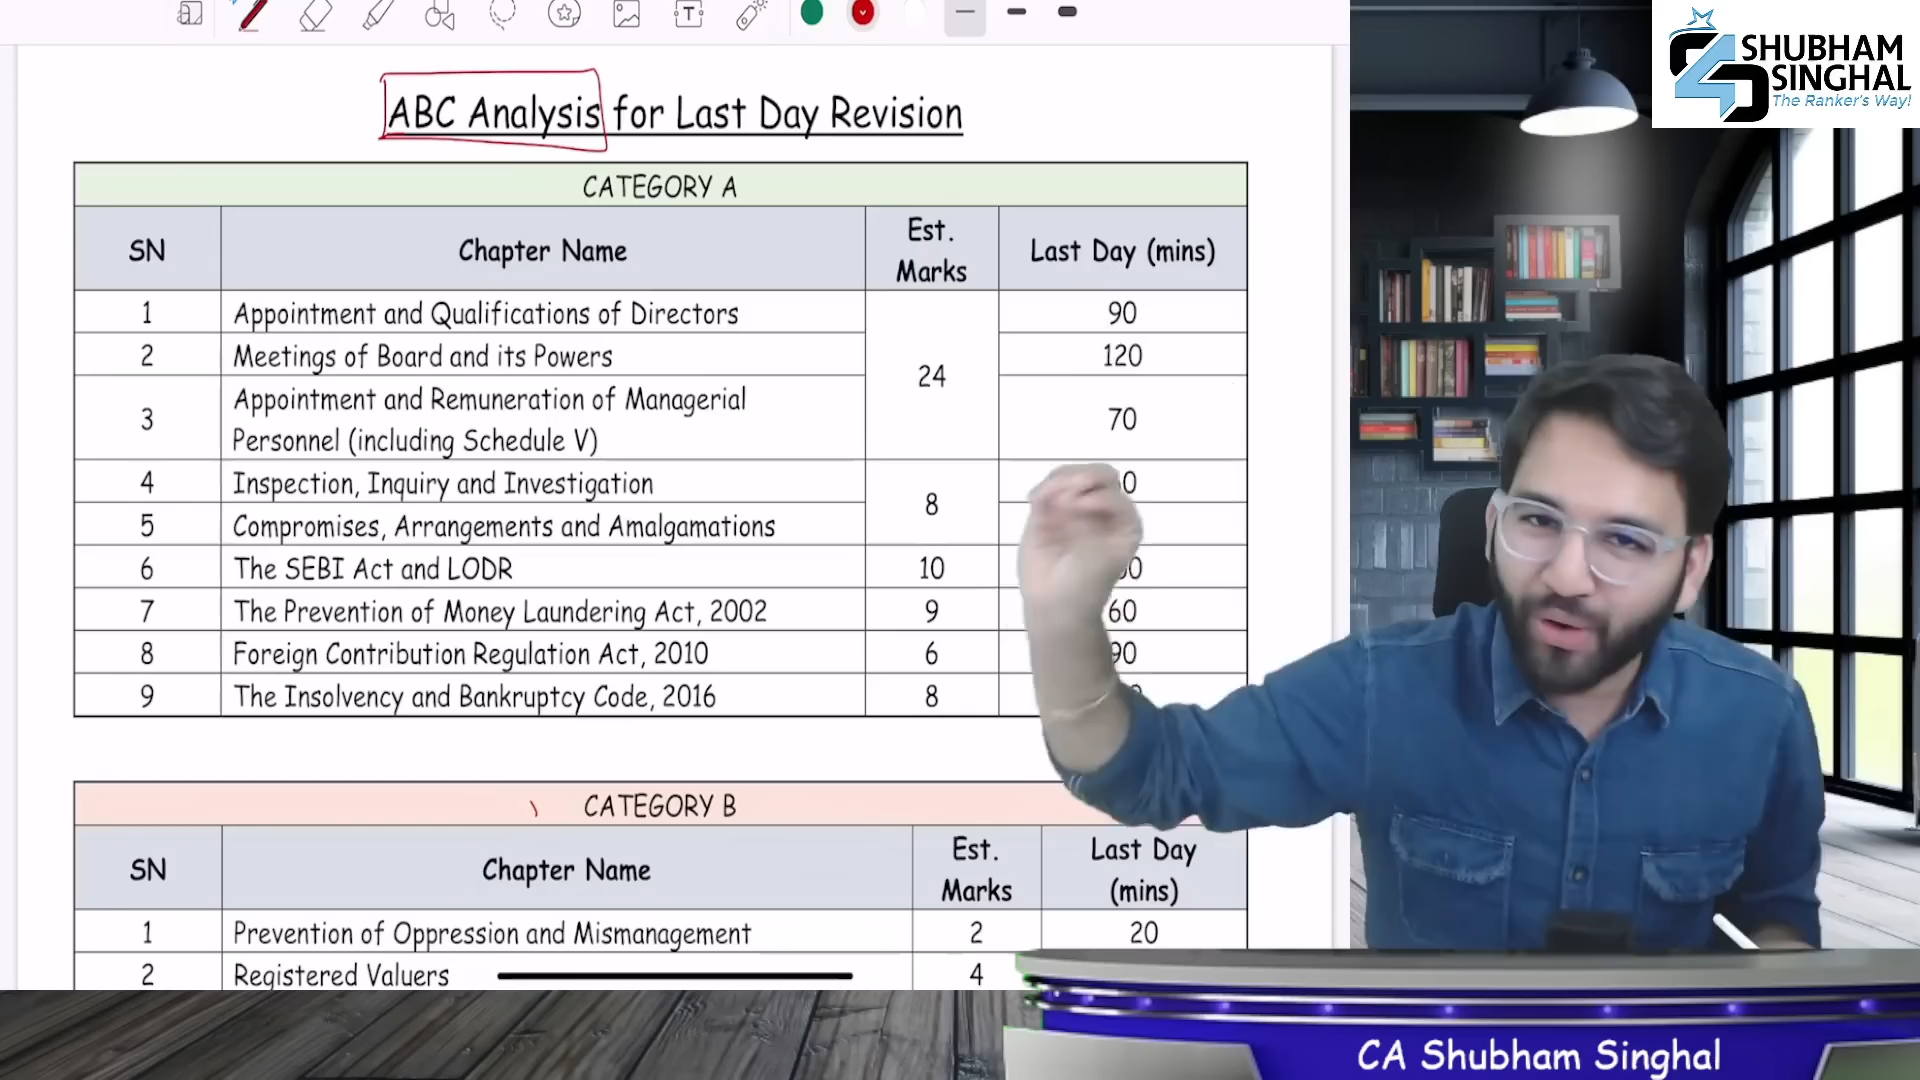 SHUBHAM
SINGHAL
The Ranker's Way!
ABC Analysis for Last Day Revision
CATEGORY A
SN Chapter Name Est. Marks Last Day (mins)
1 Appointment and Qualifications of Directors 24 90
2 Meetings of Board and its Powers 120
3 Appointment and Remuneration of Managerial
Personnel (including Schedule V) 70
4 Inspection, Inquiry and Investigation 8
5 Compromises, Arrangements and Amalgamations
6 The SEBI Act and LODR 10
7 The Prevention of Money Laundering Act, 2002 9 60
8 Foreign Contribution Regulation Act, 2010 6 90
9 The Insolvency and Bankruptcy Code, 2016 8
CATEGORY B
SN Chapter Name Est. Marks Last Day (mins)
1 Prevention of Oppression and Mismanagement 2 20
2 Registered Valuers 4
CA Shubham Singhal